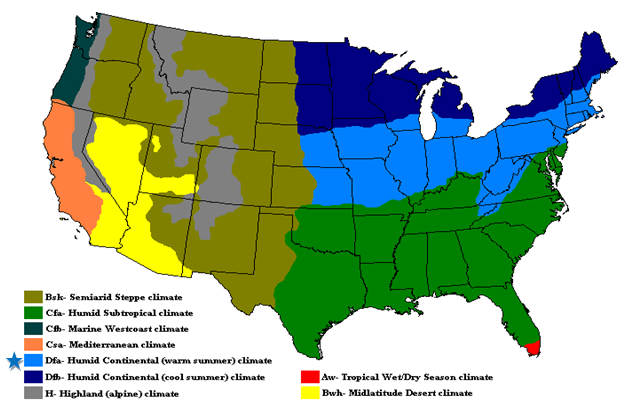 Bsk- Semiarid Steppe climate
Cfa- Humid Subtropical climate
Cfb- Marine Westcoast climate
Csa- Mediterranean climate
Dfa- Humid Continental (warm summer) climate
Dfb- Humid Continental (cool summer) climate
H- Highland (alpine) climate
Aw- Tropical Wet/Dry Season climate
Bwh- Midlatitude Desert climate